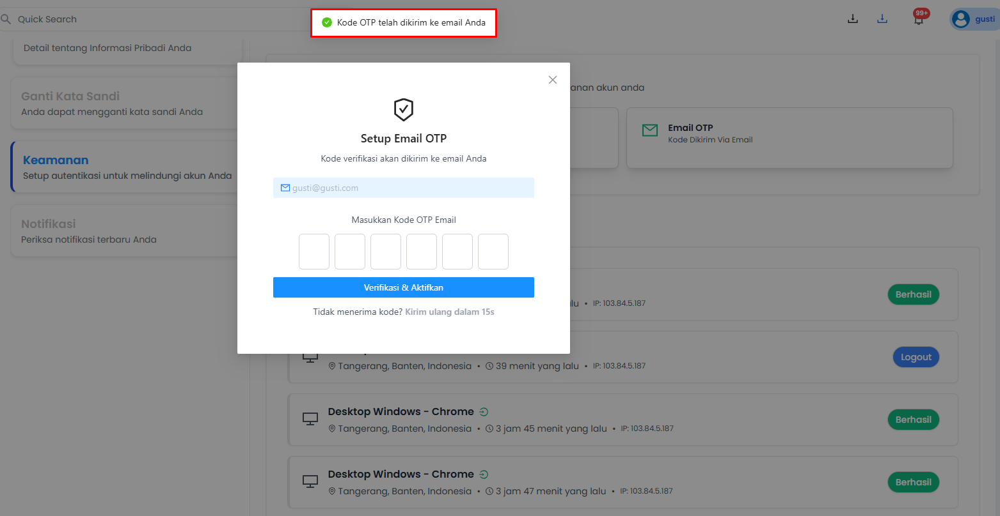 Quick Search
Kode OTP telah dikirim ke email Anda
99+
gusti
Detail tentang Informasi Pribadi Anda
Ganti Kata Sandi
Anda dapat mengganti kata sandi Anda
Keamanan
Setup autentikasi untuk melindungi akun Anda
Notifikasi
Periksa notifikasi terbaru Anda
anan akun anda
Email OTP
Kode Dikirim Via Email
Setup Email OTP
Kode verifikasi akan dikirim ke email Anda
gusti@gusti.com
Masukkan Kode OTP Email
Verifikasi & Aktifkan
Tidak menerima kode? Kirim ulang dalam 15s
lu • IP: 103.84.5.187
Berhasil
Tangerang, Banten, Indonesia • 39 menit yang lalu • IP: 103.84.5.187
Logout
Desktop Windows - Chrome
Tangerang, Banten, Indonesia • 3 jam 45 menit yang lalu • IP: 103.84.5.187
Berhasil
Desktop Windows - Chrome
Tangerang, Banten, Indonesia • 3 jam 47 menit yang lalu • IP: 103.84.5.187
Berhasil